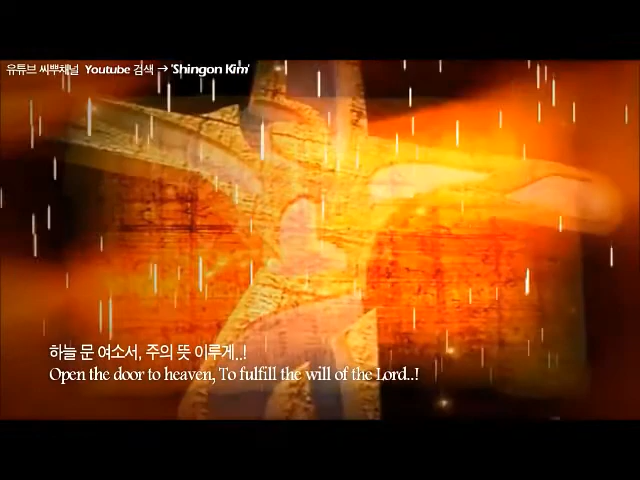 유튜브 씨뿌채널 Youtube 검색 → 'Shingon Kim'
하늘 문 여소서, 주의 뜻 이루게..!
Open the door to heaven, To fulfill the will of the Lord..!